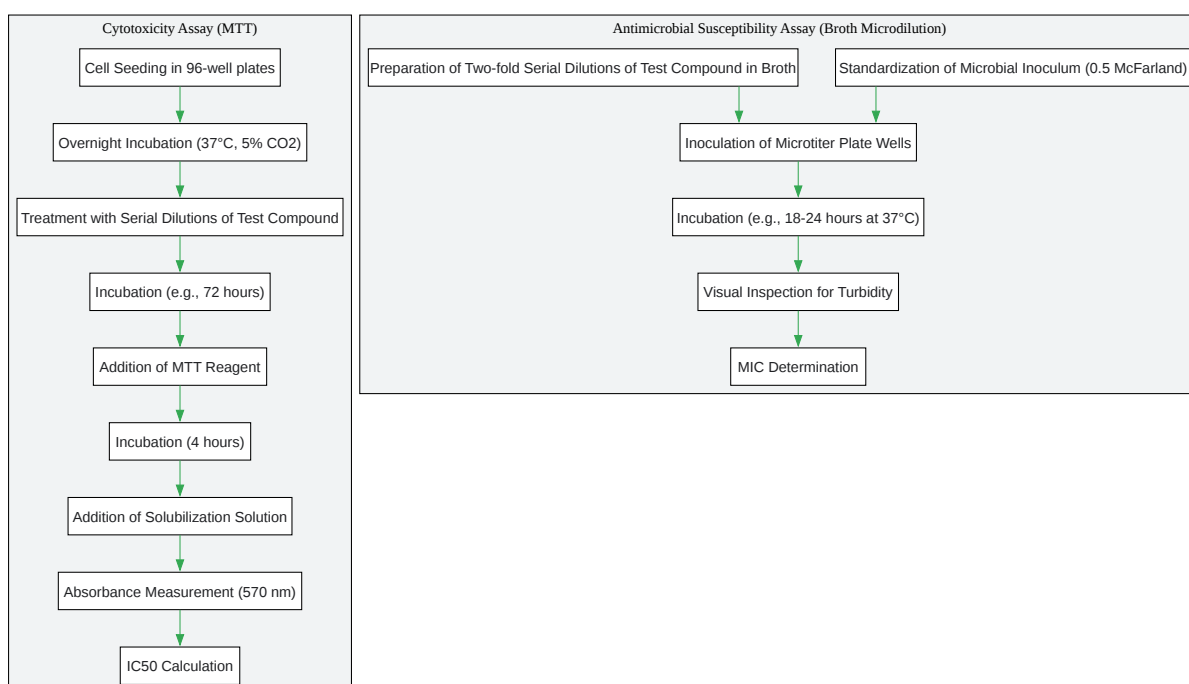 Cytotoxicity Assay (MTT)
Cell Seeding in 96-well plates
Overnight Incubation (37°C, 5% CO2)
Treatment with Serial Dilutions of Test Compound
Incubation (e.g., 72 hours)
Addition of MTT Reagent
Incubation (4 hours)
Addition of Solubilization Solution
Absorbance Measurement (570 nm)
IC50 Calculation
Antimicrobial Susceptibility Assay (Broth Microdilution)
Preparation of Two-fold Serial Dilutions of Test Compound in Broth
Standardization of Microbial Inoculum (0.5 McFarland)
Inoculation of Microtiter Plate Wells
Incubation (e.g., 18-24 hours at 37°C)
Visual Inspection for Turbidity
MIC Determination